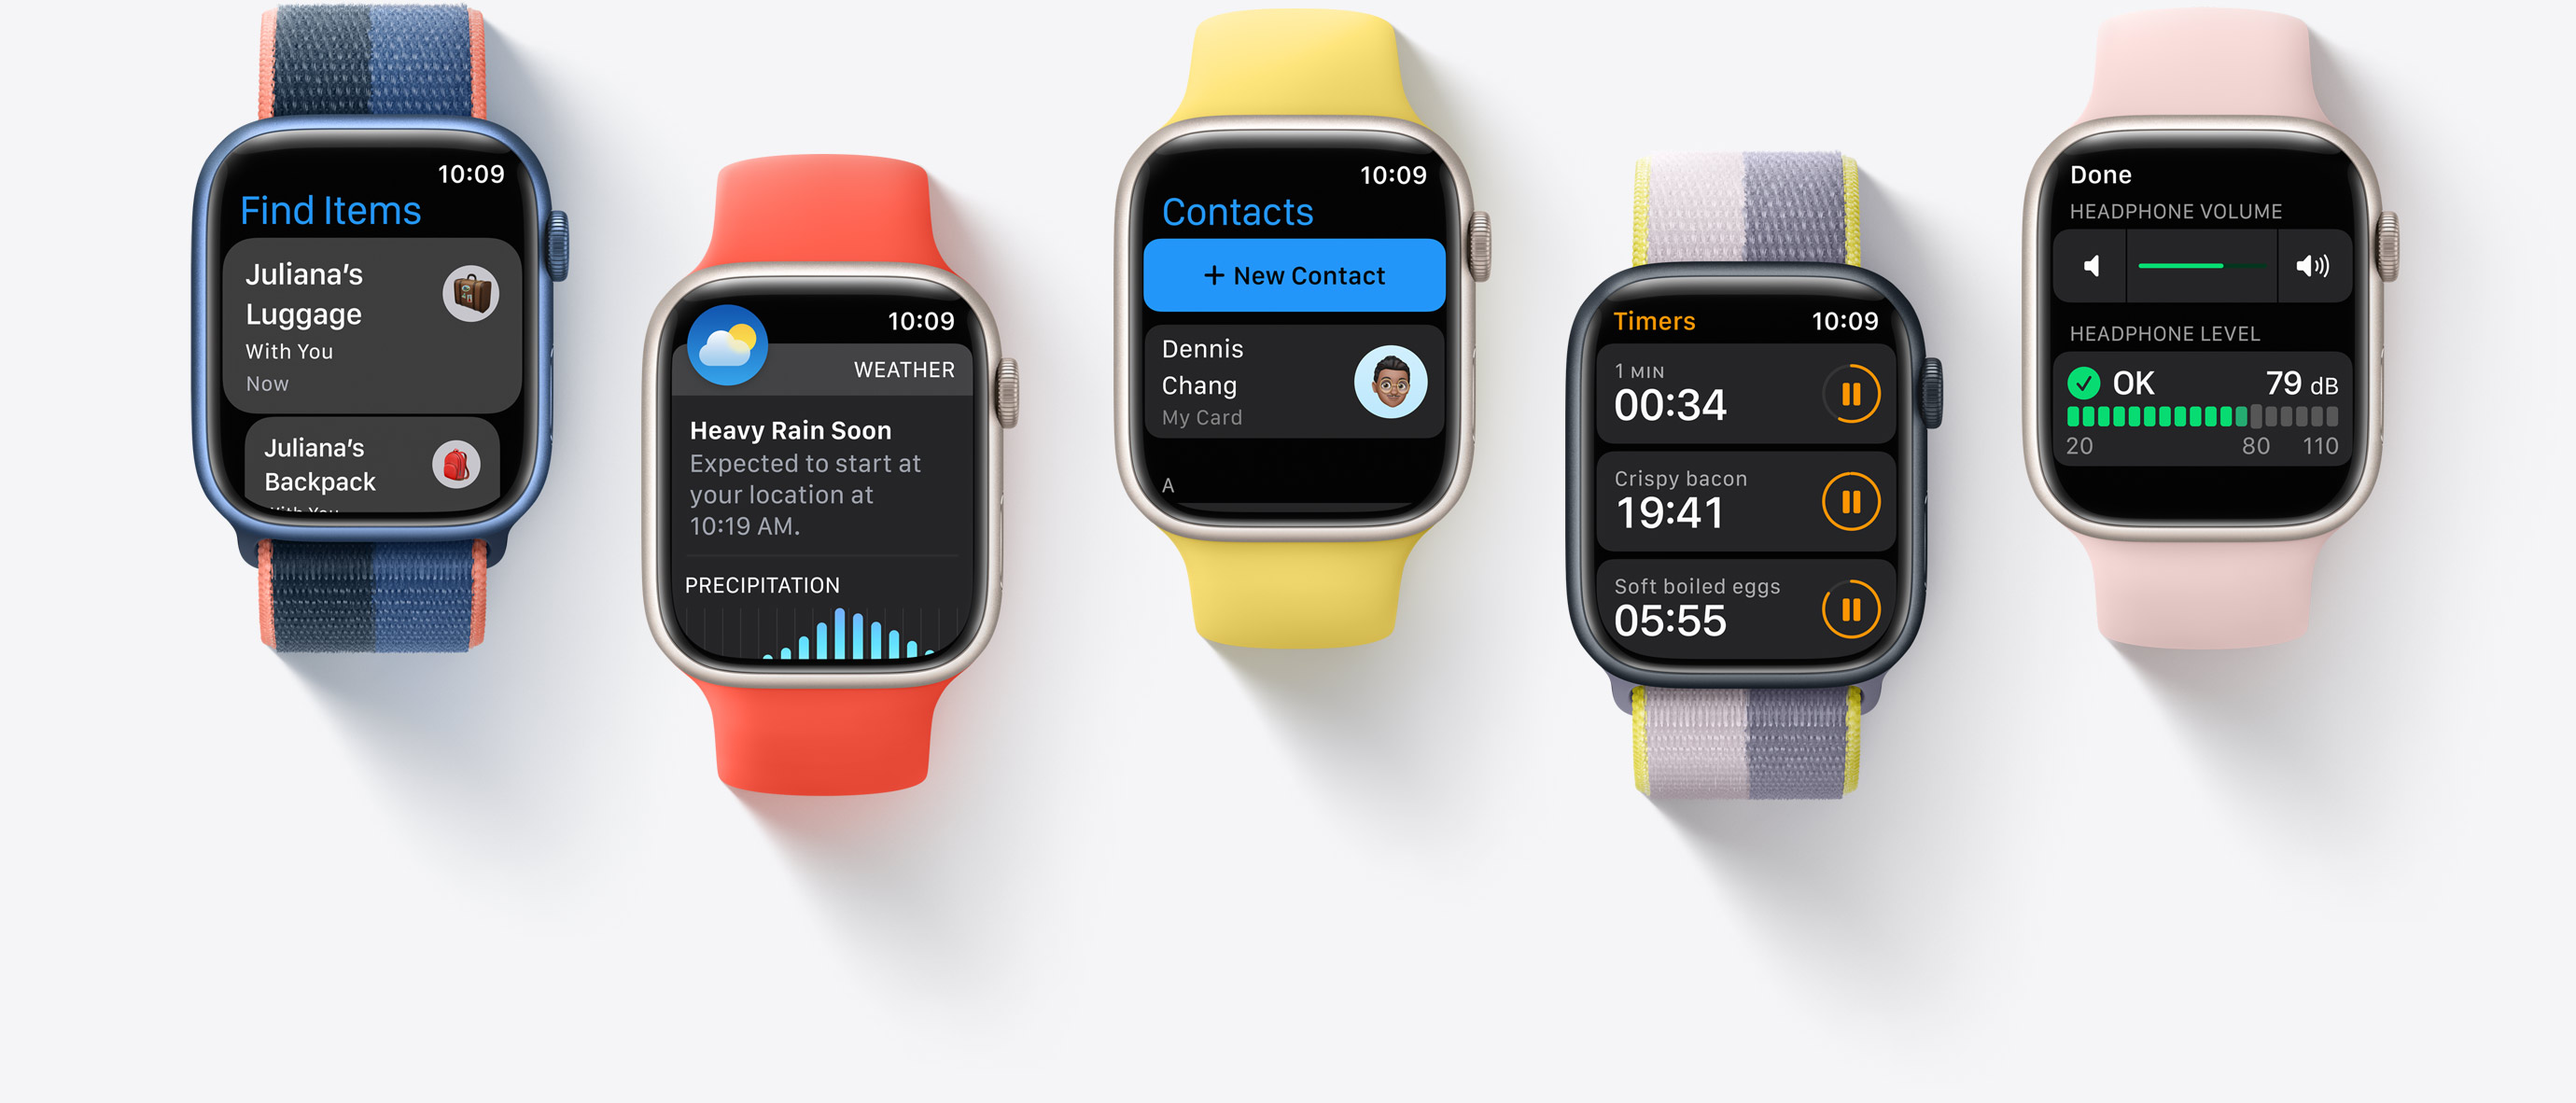 10:09
Find Items
Juliana's
Luggage
With You
Now
Juliana's
Backpack
With You
10:09
WEATHER
Heavy Rain Soon
Expected to start at
your location at
10:19 AM.
PRECIPITATION
10:09
Contacts
+ New Contact
Dennis
Chang
My Card
A
Timers 10:09
1 MIN
00:34
Crispy bacon
19:41
Soft boiled eggs
05:55
Done
HEADPHONE VOLUME
HEADPHONE LEVEL
OK 79 dB
20 80 110